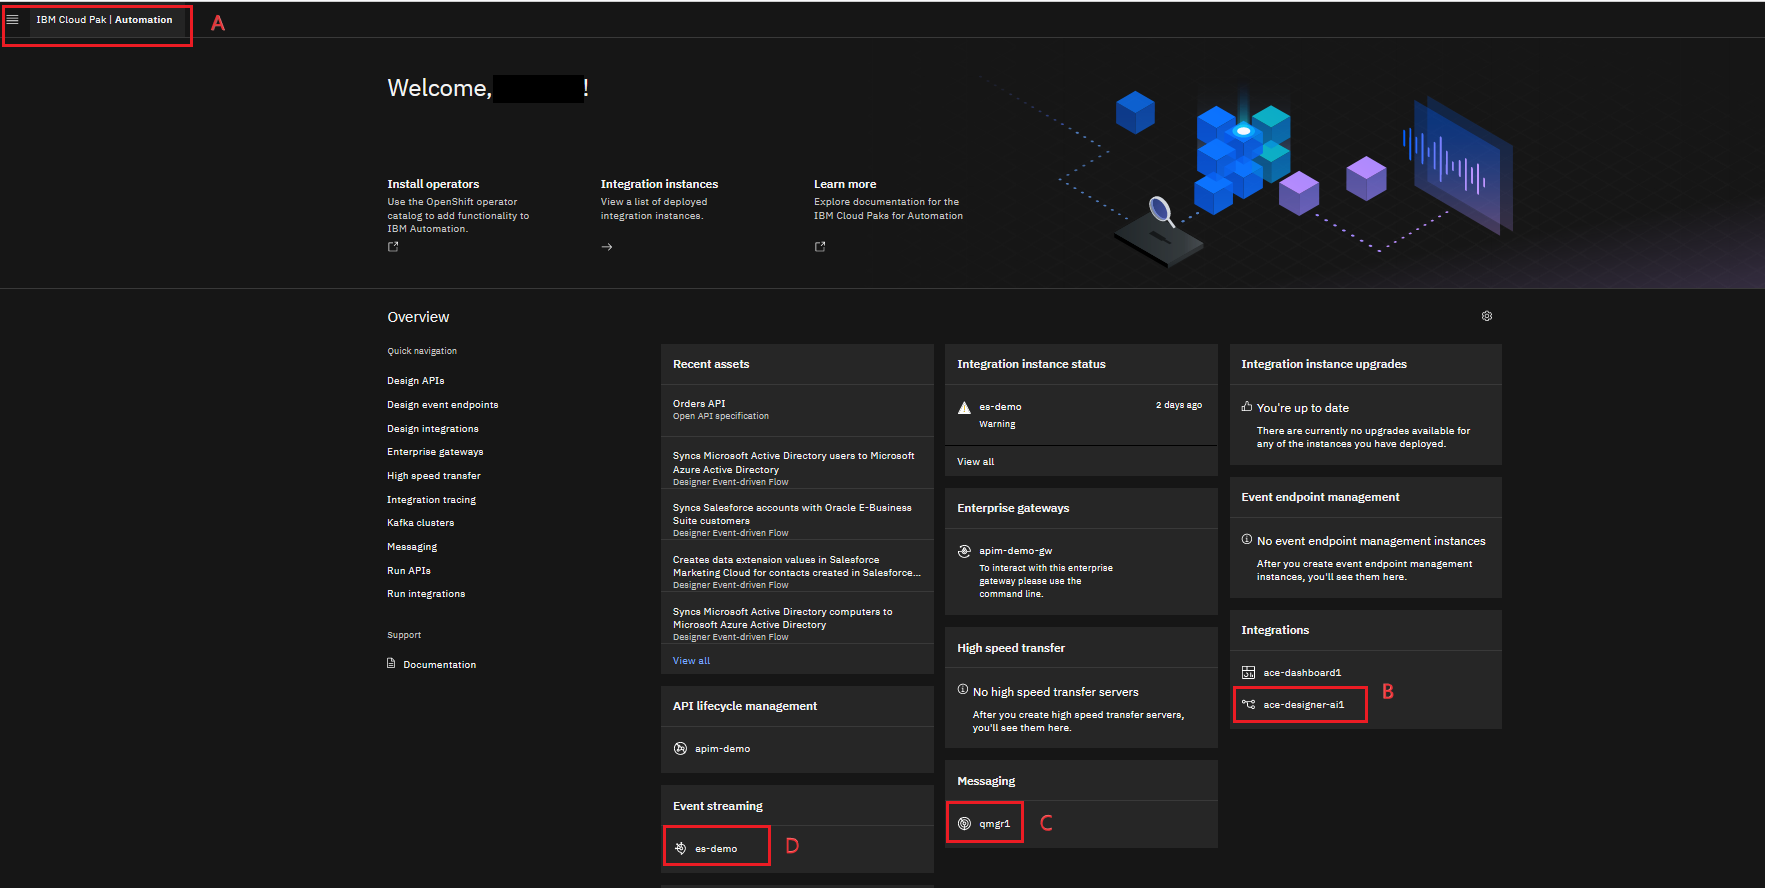 IBM Cloud Pak | Automation
A
Welcome, !
Install operators
Use the OpenShift operator
catalog to add functionality to
IBM Automation.
Integration instances
View a list of deployed
integration instances.
Learn more
Explore documentation for the
IBM Cloud Paks for Automation
Overview
Quick navigation
Design APIs
Design event endpoints
Design integrations
Enterprise gateways
High speed transfer
Integration tracing
Kafka clusters
Messaging
Run APIs
Run integrations
Support
Documentation
Recent assets
Orders API
Open API specification
Syncs Microsoft Active Directory users to Microsoft
Azure Active Directory
Designer Event-driven Flow
Syncs Salesforce accounts with Oracle E-Business
Suite customers
Designer Event-driven Flow
Creates data extension values in Salesforce
Marketing Cloud for contacts created in Salesforce...
Designer Event-driven Flow
Syncs Microsoft Active Directory computers to
Microsoft Azure Active Directory
Designer Event-driven Flow
View all
API lifecycle management
apim-demo
Event streaming
es-demo
D
Integration instance status
es-demo
2 days ago
Warning
View all
Enterprise gateways
apim-demo-gw
To interact with this enterprise
gateway please use the
command line.
High speed transfer
No high speed transfer servers
After you create high speed transfer servers,
you'll see them here.
Messaging
qmgr1
C
Integration instance upgrades
You're up to date
There are currently no upgrades available for
any of the instances you have deployed.
Event endpoint management
No event endpoint management instances
After you create event endpoint management
instances, you'll see them here.
Integrations
ace-dashboard1
ace-designer-ai1
B